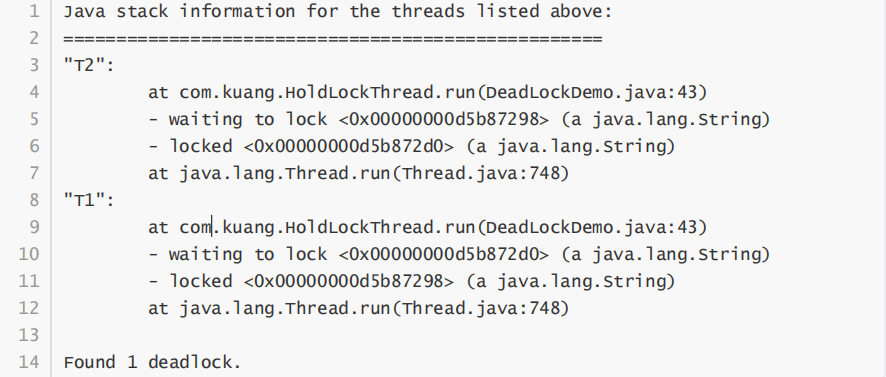 1 Java stack information for the threads listed above:
2 ===================================================
3 "T2":
4 at com.kuang.HoldLockThread.run(DeadLockDemo.java:43)
5 - waiting to lock <0x00000000d5b87298> (a java.lang.String)
6 - locked <0x00000000d5b872d0> (a java.lang.String)
7 at java.lang.Thread.run(Thread.java:748)
8 "T1":
9 at com.kuang.HoldLockThread.run(DeadLockDemo.java:43)
10 - waiting to lock <0x00000000d5b872d0> (a java.lang.String)
11 - locked <0x00000000d5b87298> (a java.lang.String)
12 at java.lang.Thread.run(Thread.java:748)
13
14 Found 1 deadlock.